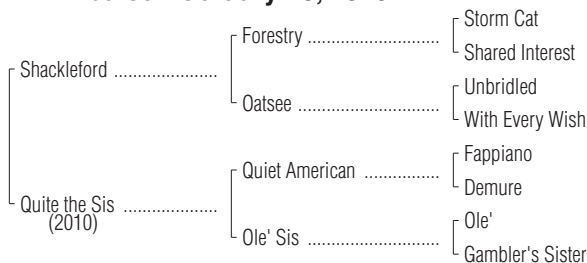 Storm Cat
Forestry ..............................
Shared Interest
Shackleford .......................
Unbridled
Oatsee ................................
With Every Wish
Fappiano
Quiet American .................
Demure
Quite the Sis .....................
(2010)
Ole'
Ole' Sis ..............................
Gambler's Sister